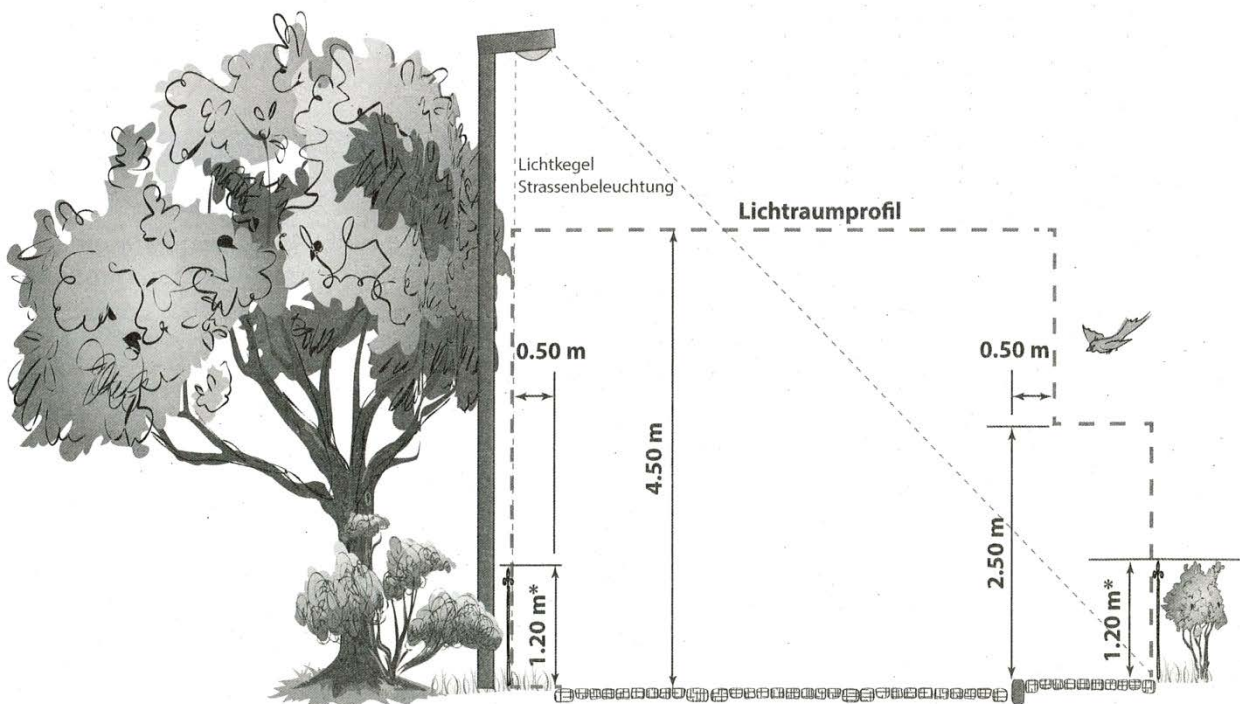 Lichtkegel
Strassenbeleuchtung
Lichtraumprofil
0.50 m
0.50 m
4.50 m
2.50 m
1.20 m*
1.20 m*